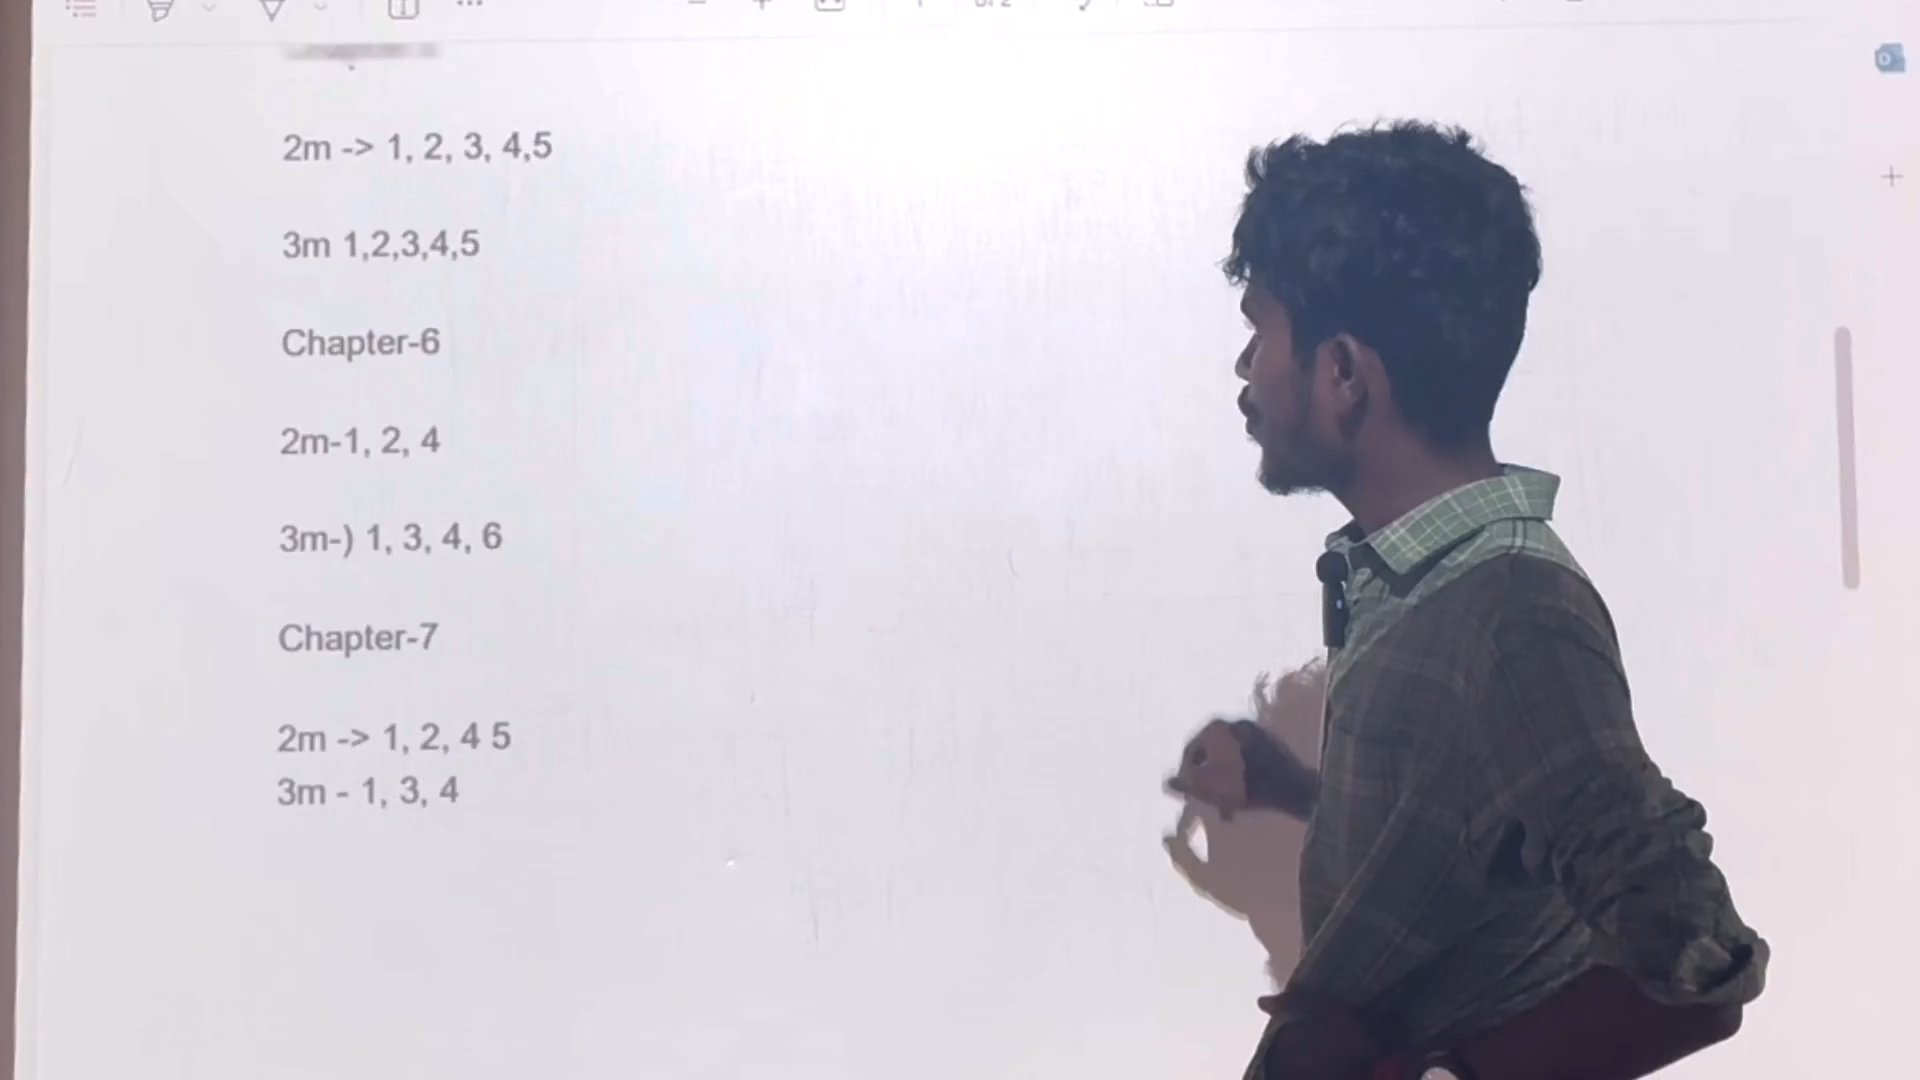 2m -> 1, 2, 3, 4,5
3m 1,2,3,4,5
Chapter-6
2m-1, 2, 4
3m-) 1, 3, 4, 6
Chapter-7
2m -> 1, 2, 4 5
3m - 1, 3, 4